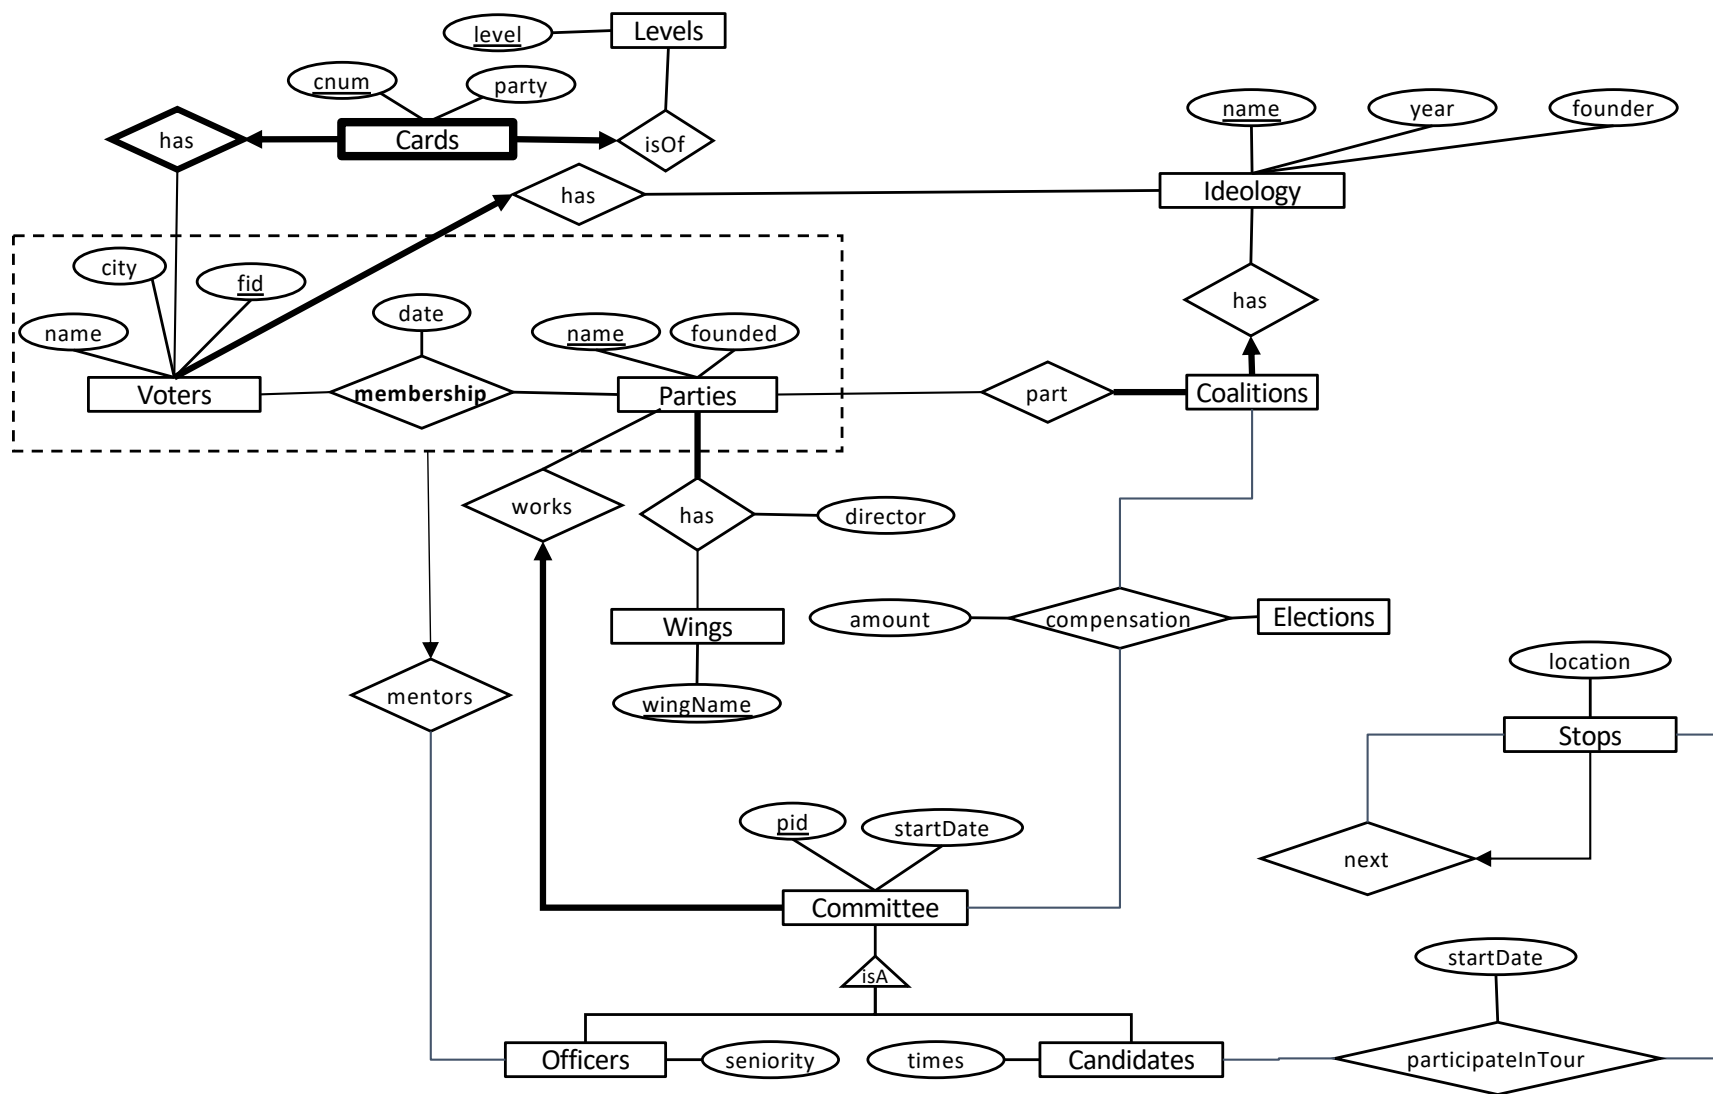 level
Levels
cnum
party
name
year
founder
has
Cards
isOf
has
Ideology
city
fid
has
date
name
name
founded
Voters
membership
Parties
part
Coalitions
works
has
director
amount
compensation
Elections
Wings
location
mentors
wingName
Stops
pid
startDate
next
Committee
startDate
isA
Officers
seniority
times
Candidates
participateInTour